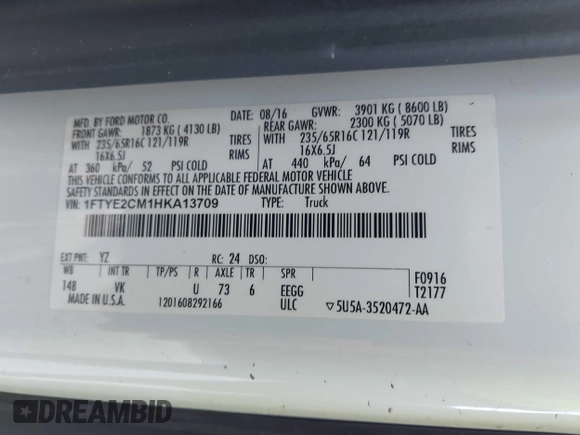 MFD. BY FORD MOTOR CO.
DATE: 08/16 GVWR: 3901 KG ( 8600 LB)
FRONT GAWR: 1873 KG ( 4130 LB)
REAR GAWR: 2300 KG ( 5070 LB)
WITH 235/65R16C 121/119R TIRES
WITH 235/65R16C 121/119R TIRES
16X6.5J RIMS
16X6.5J RIMS
AT 360 kPa/ 52 PSI COLD
AT 440 kPa/ 64 PSI COLD
THIS VEHICLE CONFORMS TO ALL APPLICABLE FEDERAL MOTOR VEHICLE
SAFETY STANDARDS IN EFFECT ON THE DATE OF MANUFACTURE SHOWN ABOVE.
VIN: 1FTYE2CM1HKA13709 TYPE: Truck
EXT PNT: YZ RC: 24 DSO:
WB INT TR TP/PS R AXLE TR SPR
F0916
148 VK U 73 6 EEGG
T2177
MADE IN U.S.A. 1201608292166 ULC
▽5U5A-3520472-AA
DREAMBID